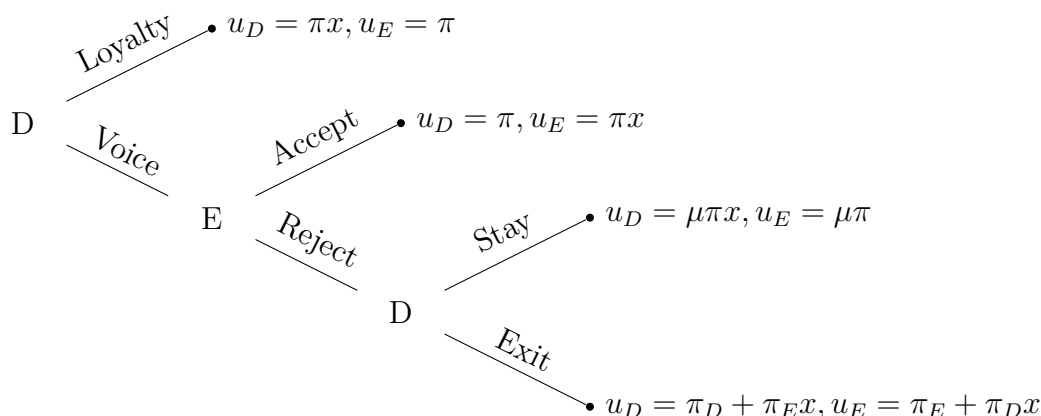 Loyalty
u_D = πx, u_E = π
D
Voice
Accept
u_D = π, u_E = πx
E
Reject
Stay
u_D = μπx, u_E = μπ
D
Exit
u_D = π_D + π_E x, u_E = π_E + π_D x